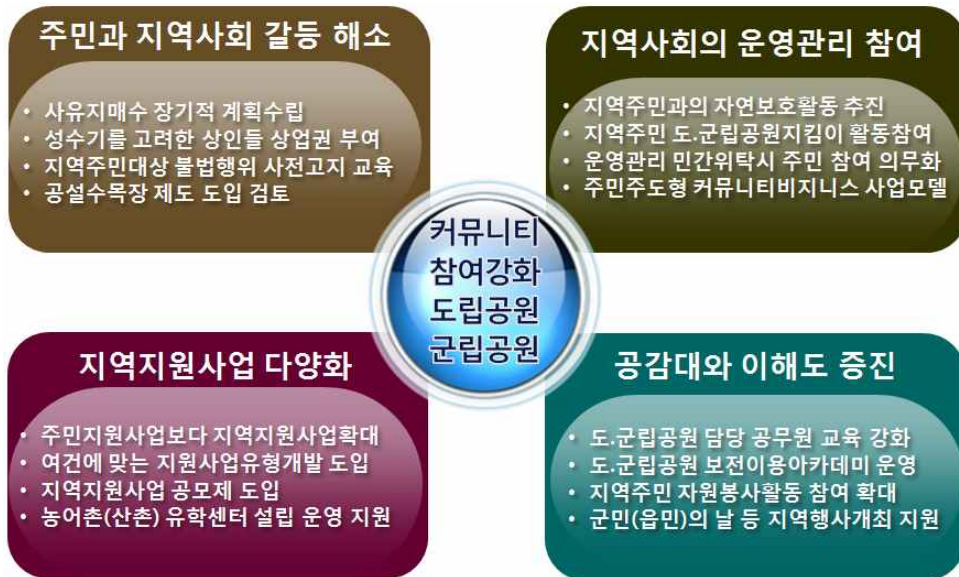 주민과 지역사회 갈등 해소
• 사유지매수 장기적 계획수립
• 성수기를 고려한 상인들 상업권 부여
• 지역주민대상 불법행위 사전고지 교육
• 공설수목장 제도 도입 검토
지역사회의 운영관리 참여
• 지역주민과의 자연보호활동 추진
• 지역주민 도.군립공원지킴이 활동참여
• 운영관리 민간위탁시 주민 참여 의무화
• 주민주도형 커뮤니티비지니스 사업모델
커뮤니티
참여강화
도립공원
군립공원
지역지원사업 다양화
• 주민지원사업보다 지역지원사업확대
• 여건에 맞는 지원사업유형개발 도입
• 지역지원사업 공모제 도입
• 농어촌(산촌) 유학센터 설립 운영 지원
공감대와 이해도 증진
• 도.군립공원 담당 공무원 교육 강화
• 도.군립공원 보전이용아카데미 운영
• 지역주민 자원봉사활동 참여 확대
• 군민(읍민)의 날 등 지역행사개최 지원